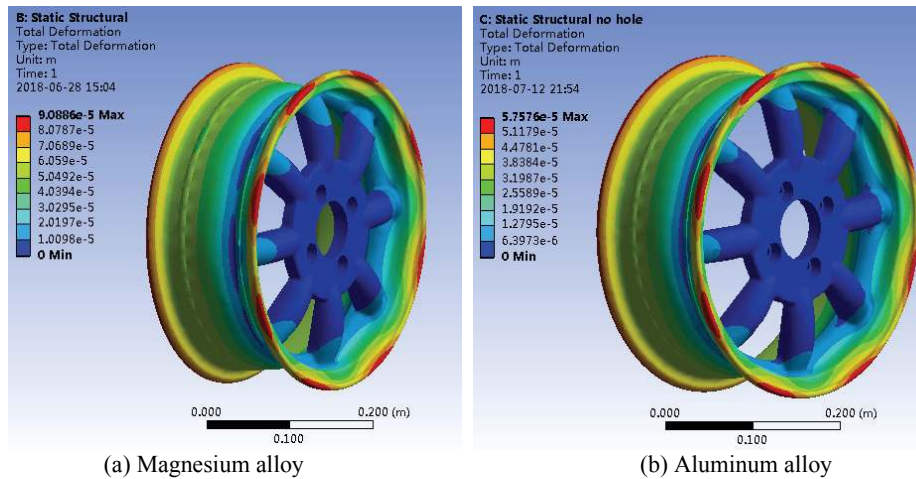 B: Static Structural
Total Deformation
Type: Total Deformation
Unit: m
Time: 1
2018-06-28 15:04
9.0886e-5 Max
8.0787e-5
7.0689e-5
6.059e-5
5.0492e-5
4.0394e-5
3.0295e-5
2.0197e-5
1.0098e-5
0 Min
0.000
0.200 (m)
0.100
(a) Magnesium alloy
C: Static Structural no hole
Total Deformation
Type: Total Deformation
Unit: m
Time: 1
2018-07-12 21:54
5.7576e-5 Max
5.1179e-5
4.4781e-5
3.8384e-5
3.1987e-5
2.5589e-5
1.9192e-5
1.2795e-5
6.3973e-6
0 Min
0.000
0.200 (m)
0.100
(b) Aluminum alloy